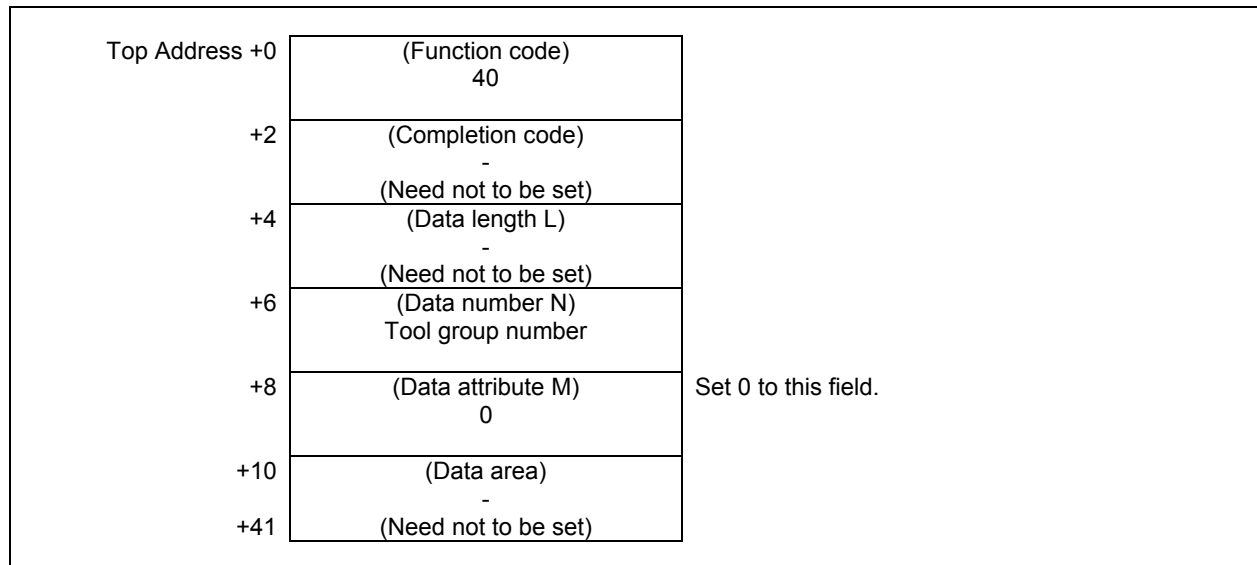 Top Address +0
(Function code)
40
+2
(Completion code)
-
(Need not to be set)
+4
(Data length L)
-
(Need not to be set)
+6
(Data number N)
Tool group number
+8
(Data attribute M)
Set 0 to this field.
0
+10
(Data area)
-
+41
(Need not to be set)